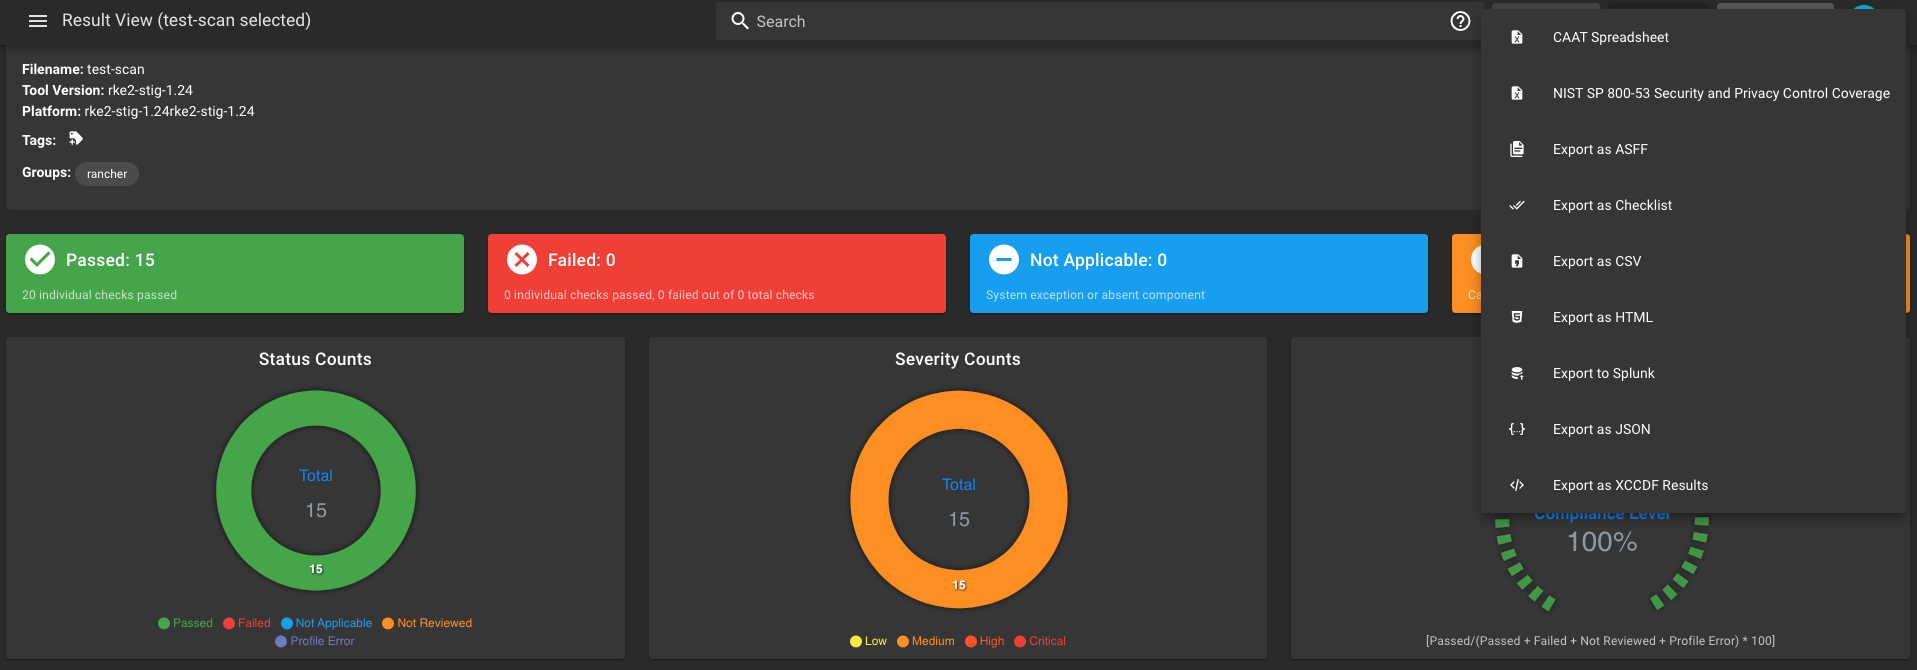 Result View (test-scan selected)
Search
Filename: test-scan
Tool Version: rke2-stig-1.24
Platform: rke2-stig-1.24rke2-stig-1.24
Tags:
Groups: rancher
CAAT Spreadsheet
NIST SP 800-53 Security and Privacy Control Coverage
Export as ASFF
Export as Checklist
Export as CSV
Export as HTML
Export to Splunk
Export as JSON
Export as XCCDF Results
Passed: 15
20 individual checks passed
Failed: 0
0 individual checks passed, 0 failed out of 0 total checks
Not Applicable: 0
System exception or absent component
Status Counts
Total
15
15
Passed Failed Not Applicable Not Reviewed
Profile Error
Severity Counts
Total
15
15
Low Medium High Critical
Compliance Level
100%
[Passed/(Passed + Failed + Not Reviewed + Profile Error) * 100]